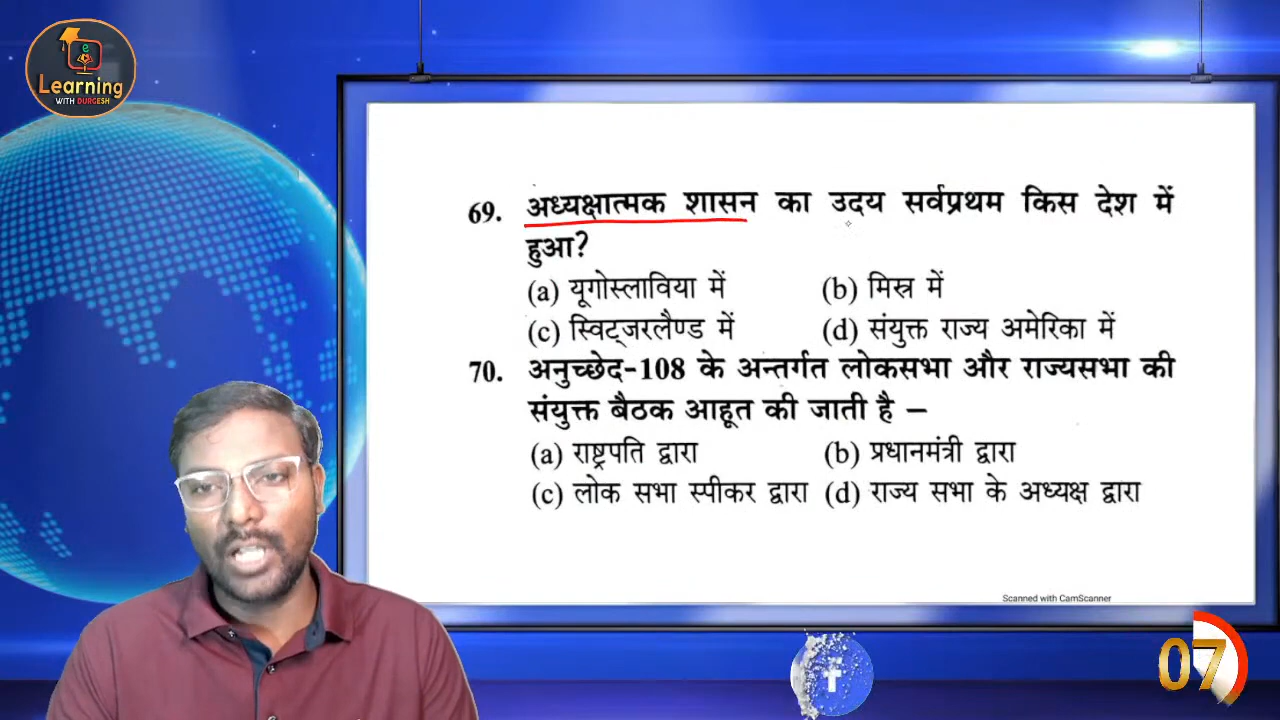 e
Learning
WITH DURGESH
69. अध्यक्षात्मक शासन का उदय सर्वप्रथम किस देश में
हुआ?
(a) यूगोस्लाविया में (b) मिस्र में
(c) स्विट्जरलैण्ड में (d) संयुक्त राज्य अमेरिका में
70. अनुच्छेद-108 के अन्तर्गत लोकसभा और राज्यसभा की
संयुक्त बैठक आहूत की जाती है –
(a) राष्ट्रपति द्वारा (b) प्रधानमंत्री द्वारा
(c) लोक सभा स्पीकर द्वारा (d) राज्य सभा के अध्यक्ष द्वारा
Scanned with CamScanner
07